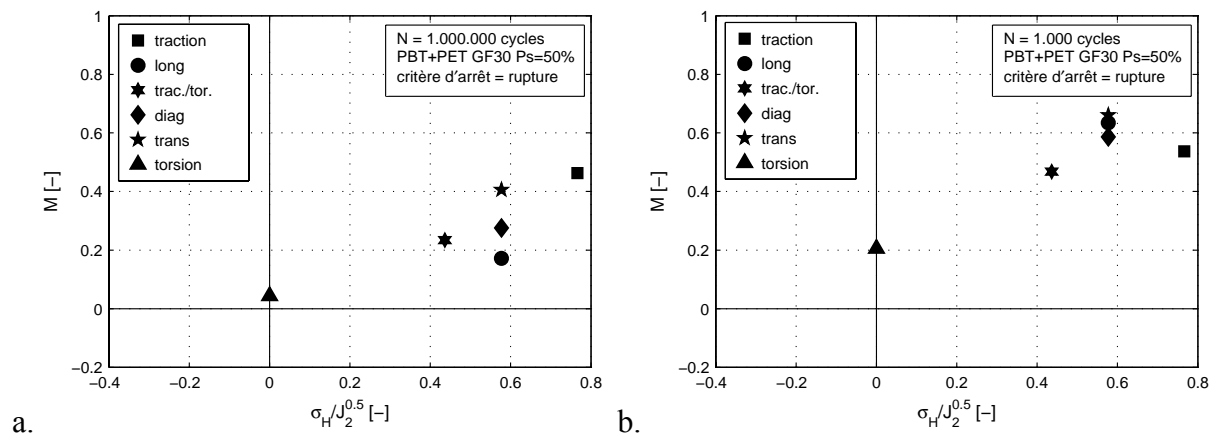 1
0.8
0.6
0.4
0.2
0
−0.2
M [−]
−0.4 −0.2 0 0.2 0.4 0.6 0.8
σH/J2^0.5 [−]
traction
long
trac./tor.
diag
trans
torsion
N = 1.000.000 cycles
PBT+PET GF30 Ps=50%
critère d'arrêt = rupture
a.
1
0.8
0.6
0.4
0.2
0
−0.2
M [−]
−0.4 −0.2 0 0.2 0.4 0.6 0.8
σH/J2^0.5 [−]
traction
long
trac./tor.
diag
trans
torsion
N = 1.000 cycles
PBT+PET GF30 Ps=50%
critère d'arrêt = rupture
b.